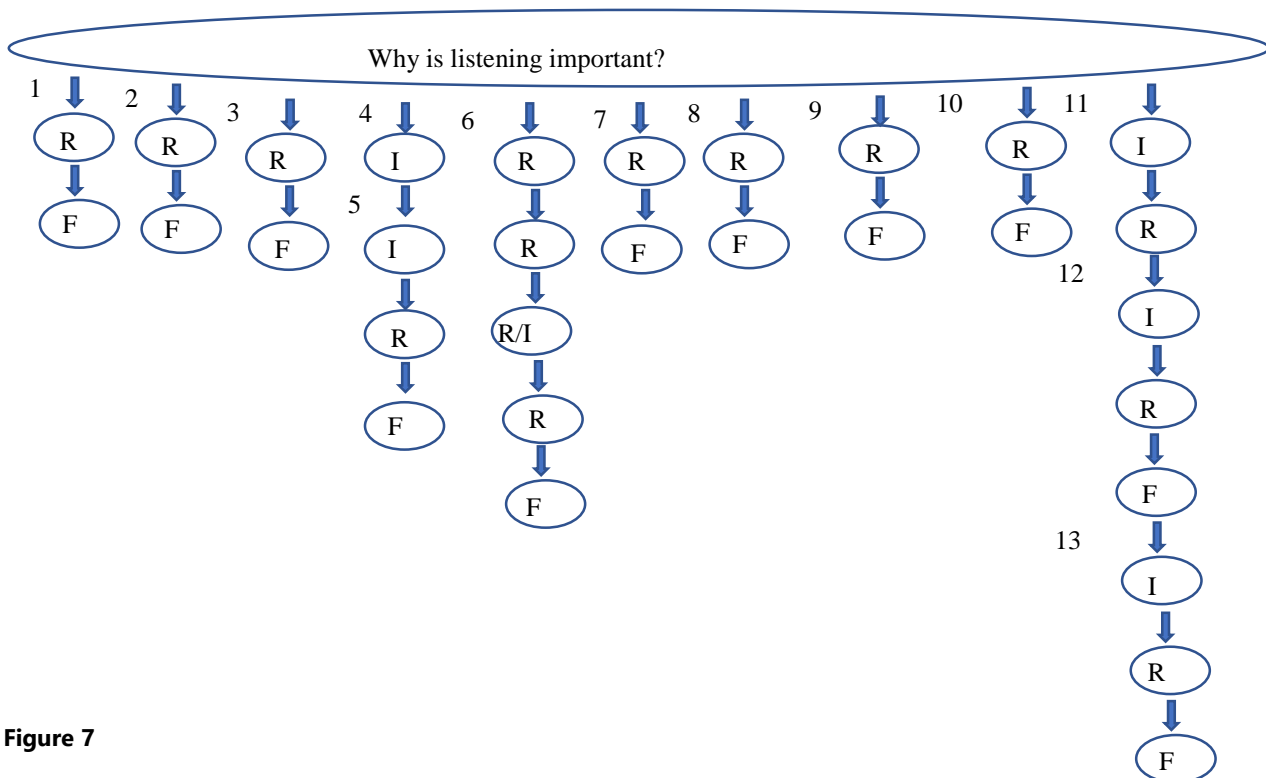 Why is listening important?
1 2 3 4 6 7 8 9 10 11
R R R I R R R R R I
F F F 5 I R F F F F R
12
R R/I I
F R R
F F
13
I
R
Figure 7
F